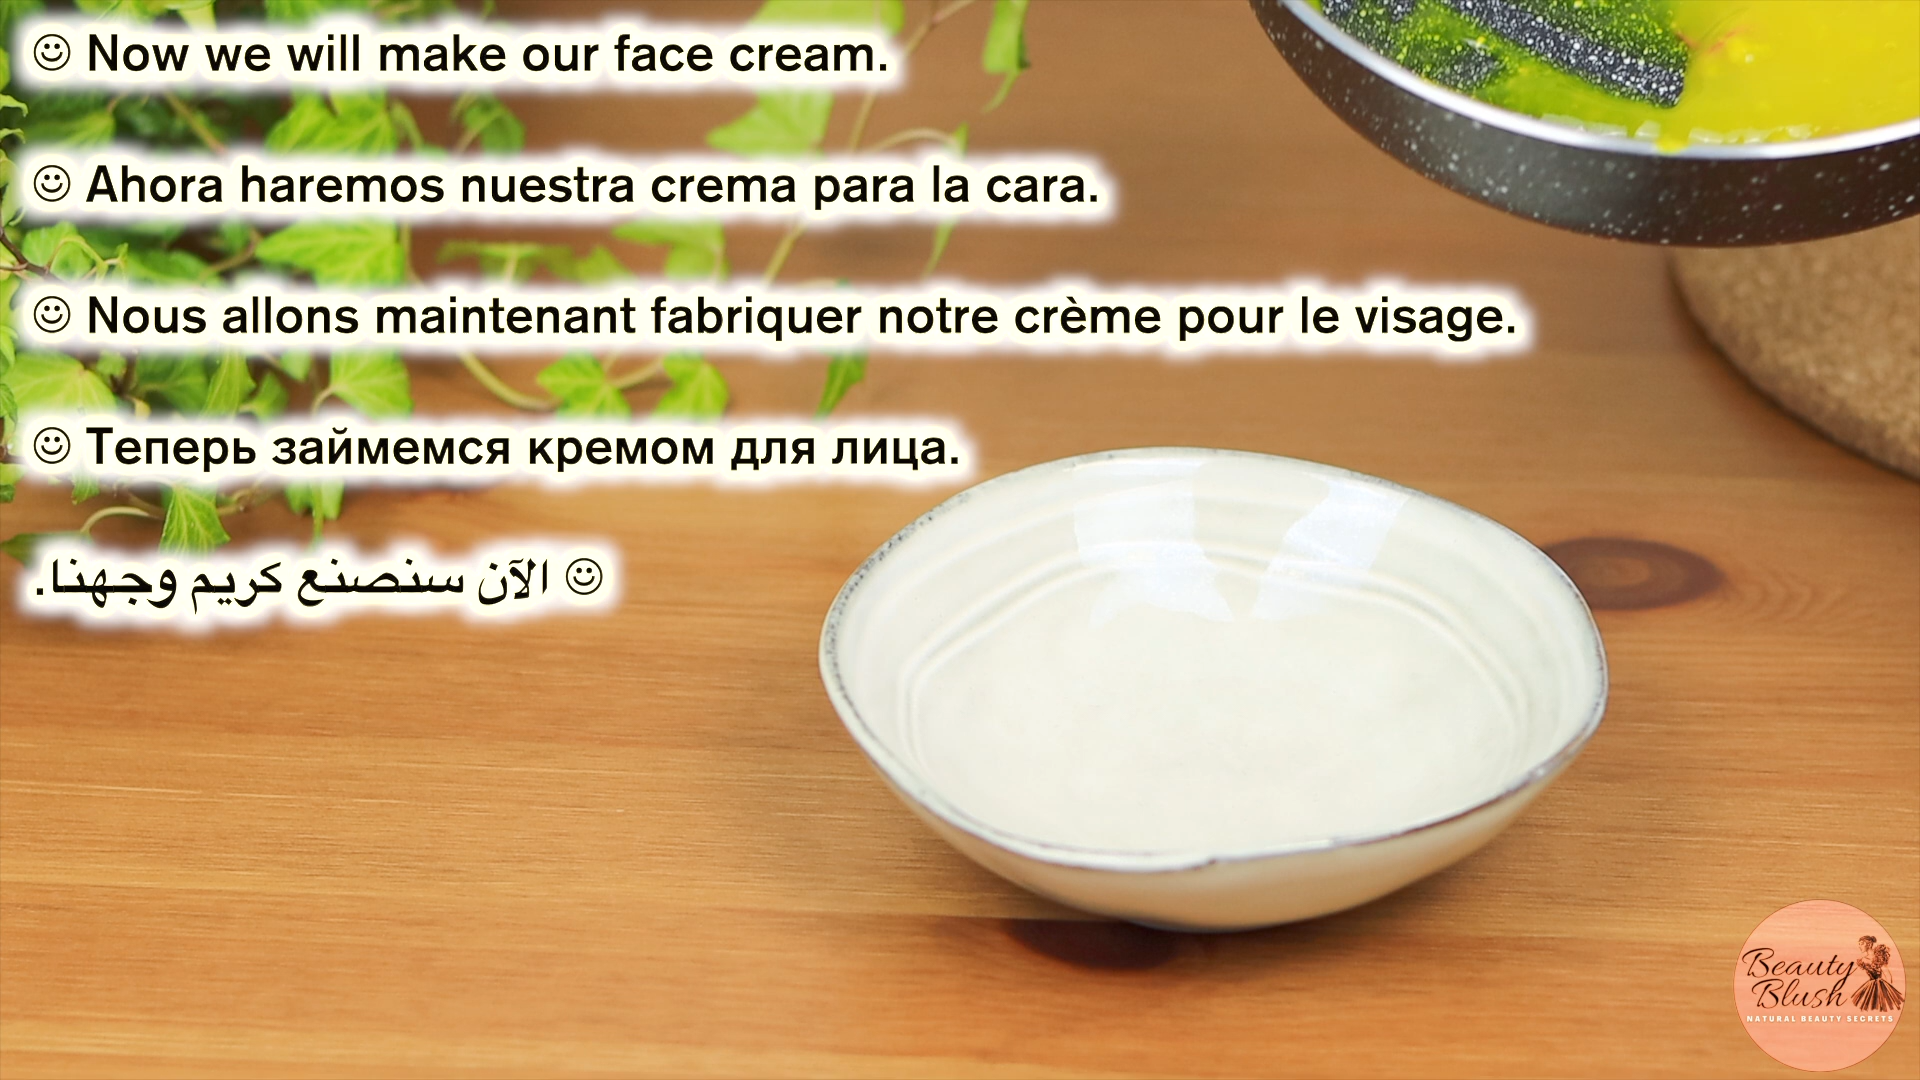 ☺ Now we will make our face cream.
☺ Ahora haremos nuestra crema para la cara.
☺ Nous allons maintenant fabriquer notre crème pour le visage.
☺ Теперь займемся кремом для лица.
☺ الآن سنصنع كريم وجهنا.
Beauty
Blush
NATURAL BEAUTY SECRETS